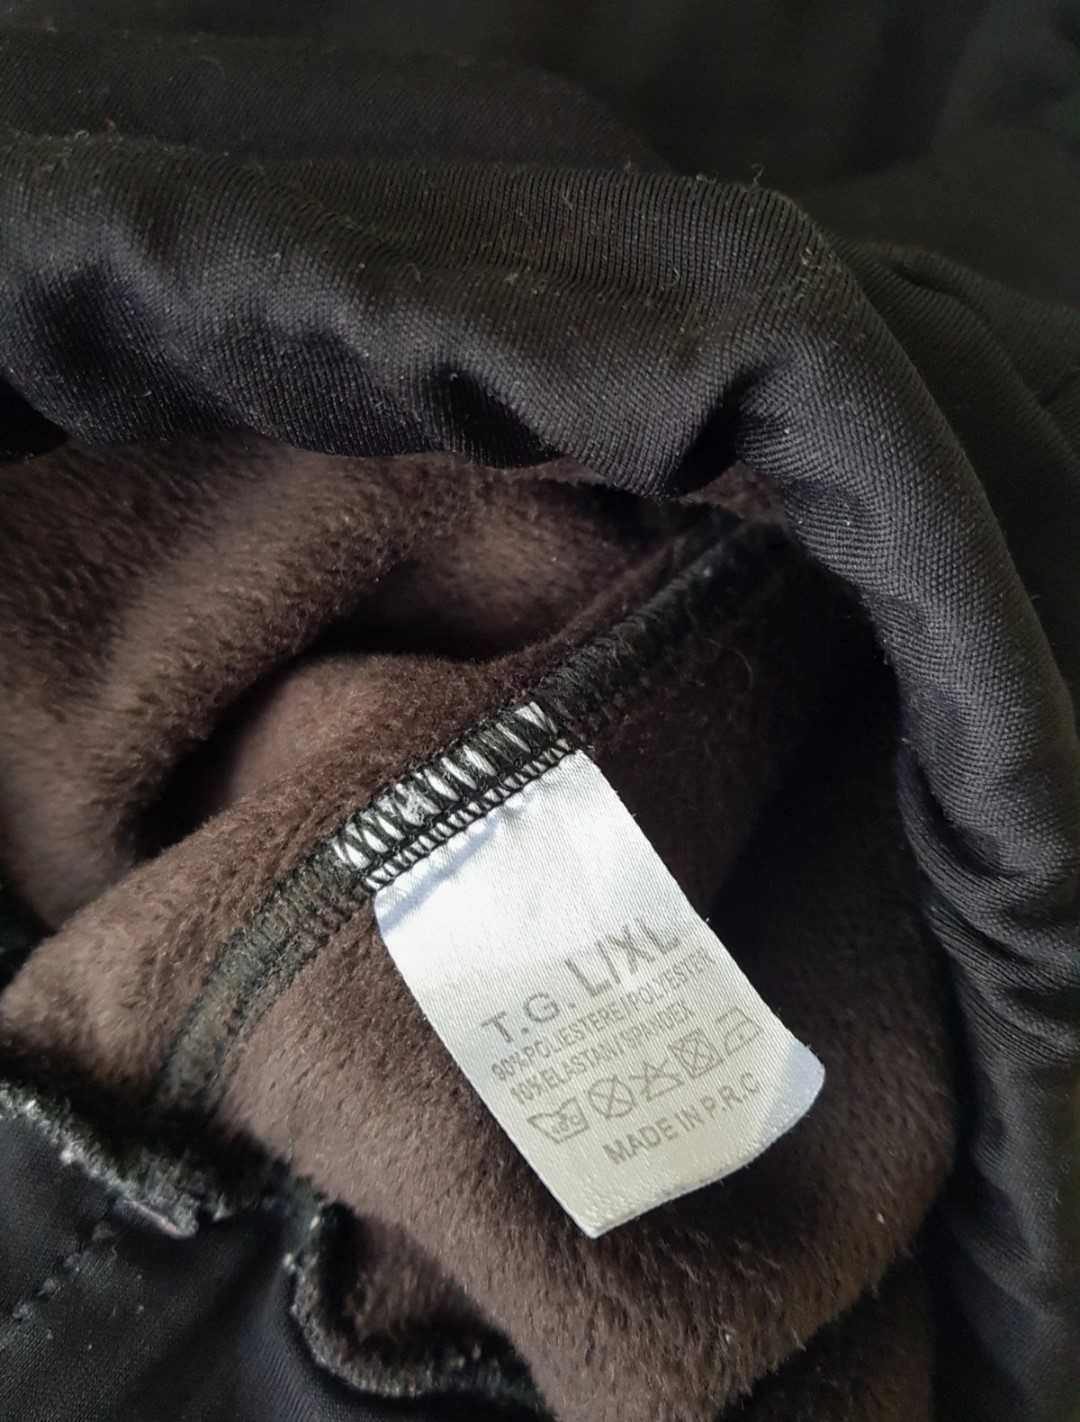 T.G. L/XL
90%POLIESTERE/POLYESTER
10%ELASTAN/SPANDEX
MADE IN P.R.C